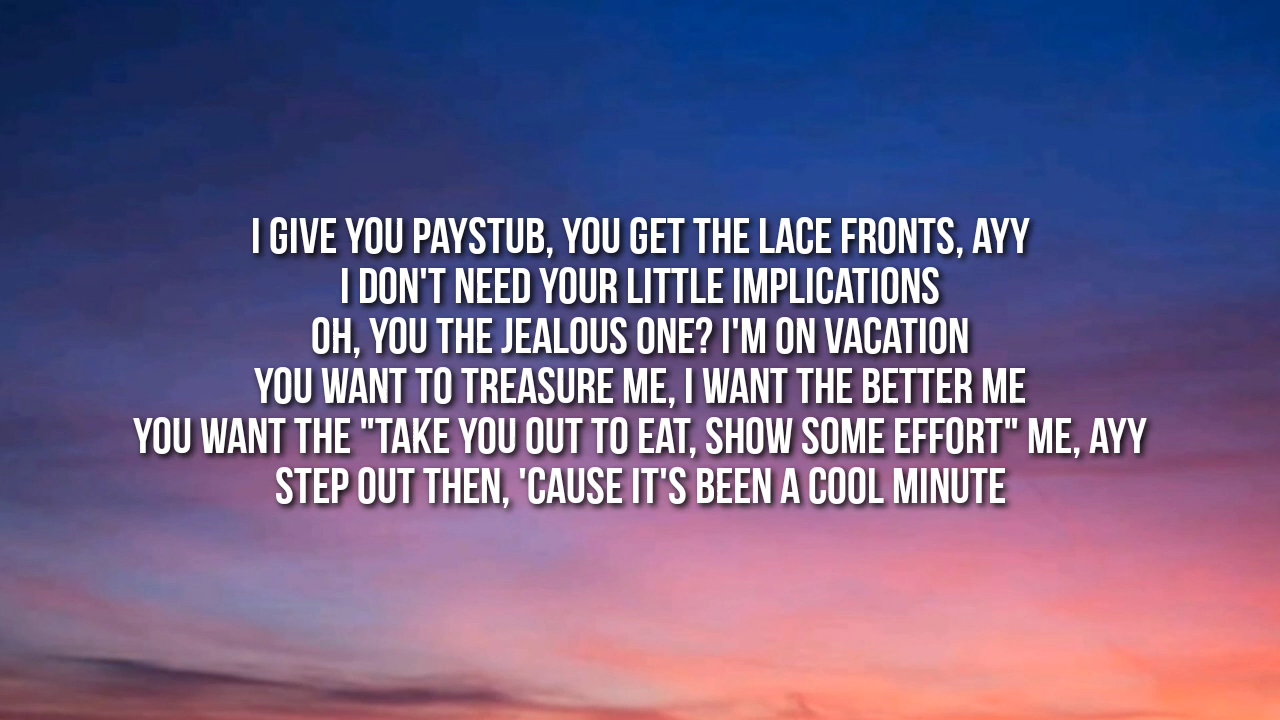 I GIVE YOU PAYSTUB, YOU GET THE LACE FRONTS, AYY
I DON'T NEED YOUR LITTLE IMPLICATIONS
OH, YOU THE JEALOUS ONE? I'M ON VACATION
YOU WANT TO TREASURE ME, I WANT THE BETTER ME
YOU WANT THE "TAKE YOU OUT TO EAT, SHOW SOME EFFORT" ME, AYY
STEP OUT THEN, 'CAUSE IT'S BEEN A COOL MINUTE